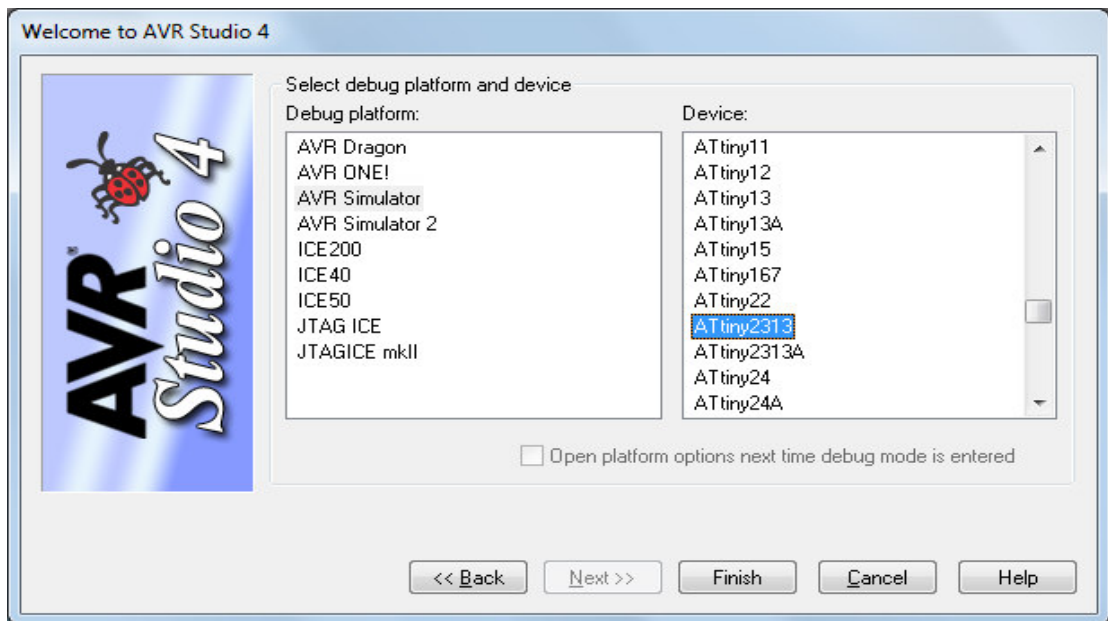 Welcome to AVR Studio 4
AVR®
Studio 4
Select debug platform and device
Debug platform:
AVR Dragon
AVR ONE!
AVR Simulator
AVR Simulator 2
ICE200
ICE40
ICE50
JTAG ICE
JTAGICE mkII
Device:
ATtiny11
ATtiny12
ATtiny13
ATtiny13A
ATtiny15
ATtiny167
ATtiny22
ATtiny2313
ATtiny2313A
ATtiny24
ATtiny24A
Open platform options next time debug mode is entered
<< Back
Next >>
Finish
Cancel
Help